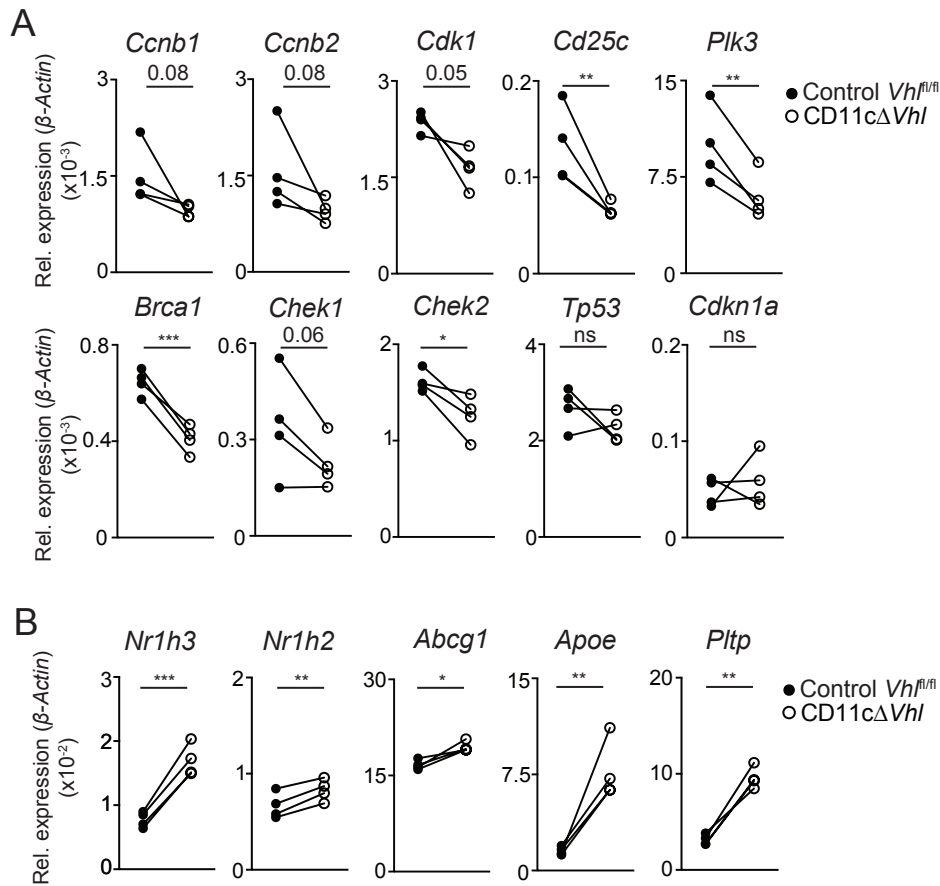 A
Ccnb1 Ccnb2 Cdk1 Cd25c Plk3
0.08 0.08 0.05 ** **
Control Vhl^fl/fl
CD11cΔVhl
Rel. expression (β-Actin)
(x10⁻³)
3 1.5 0
3 1.5 0
3 1.5 0
0.2 0.1 0
15 7.5 0
Brca1 Chek1 Chek2 Tp53 Cdkn1a
*** 0.06 * ns ns
Rel. expression (β-Actin)
(x10⁻³)
0.8 0.4 0
0.6 0.3 0
2 1 0
4 2 0
0.2 0.1 0
B
Nr1h3 Nr1h2 Abcg1 Apoe Pltp
*** ** * ** **
Control Vhl^fl/fl
CD11cΔVhl
Rel. expression (β-Actin)
(x10⁻²)
3 2 1 0
2 1 0
30 15 0
15 7.5 0
20 10 0